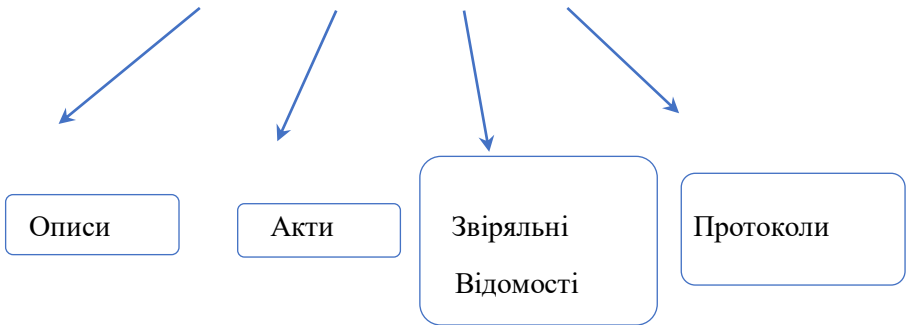 Описи
Акти
Звіряльні
Відомості
Протоколи